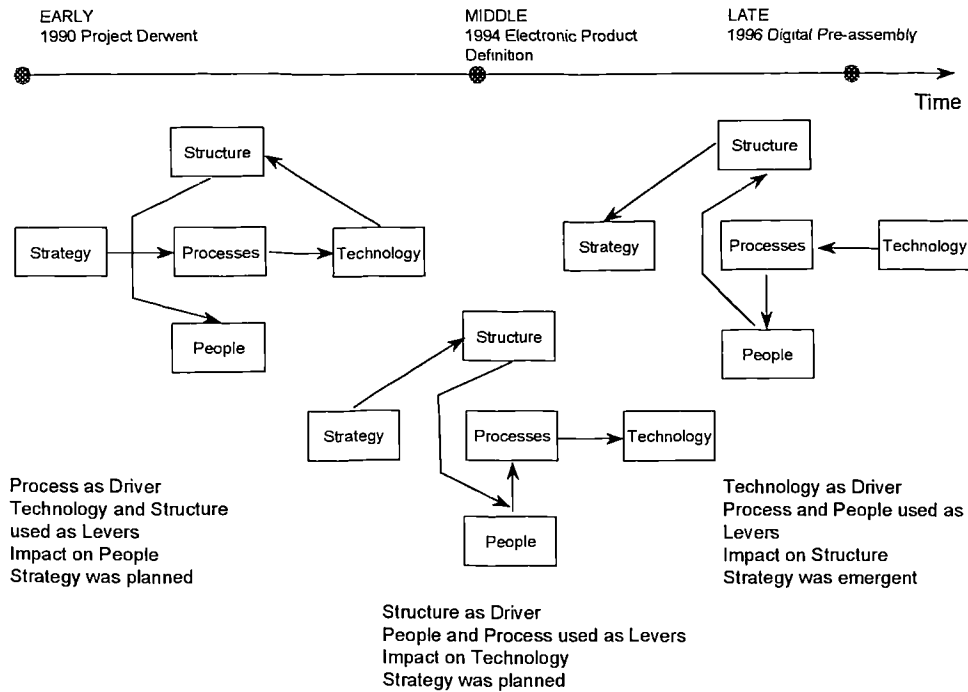 EARLY
1990 Project Derwent
MIDDLE
1994 Electronic Product
Definition
LATE
1996 Digital Pre-assembly
Time
Structure
Strategy
Processes
Technology
People
Structure
Strategy
Processes
Technology
People
Structure
Strategy
Processes
Technology
People
Process as Driver
Technology and Structure
used as Levers
Impact on People
Strategy was planned
Structure as Driver
People and Process used as Levers
Impact on Technology
Strategy was planned
Technology as Driver
Process and People used as
Levers
Impact on Structure
Strategy was emergent